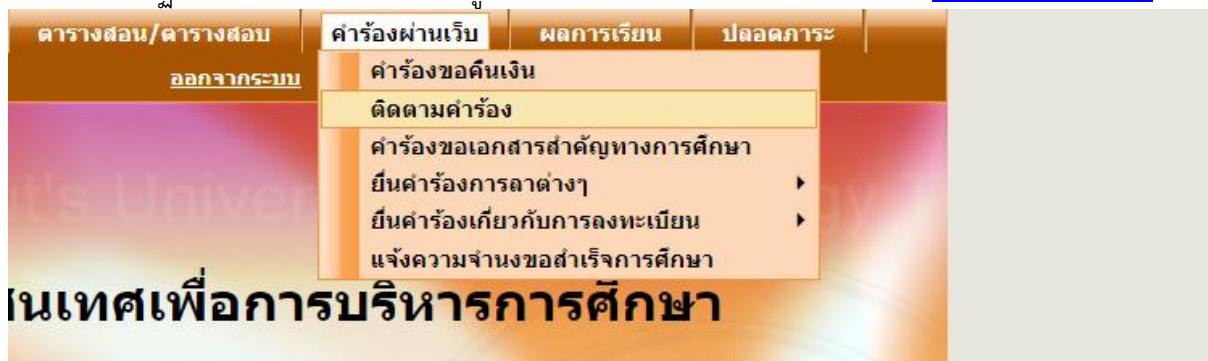 ตารางสอน/ตารางสอบ คำร้องผ่านเว็บ ผลการเรียน ปลอดภาระ
ออกจากระบบ
คำร้องขอคืนเงิน
ติดตามคำร้อง
คำร้องขอเอกสารสำคัญทางการศึกษา
ยื่นคำร้องการลาต่างๆ
ยื่นคำร้องเกี่ยวกับการลงทะเบียน
แจ้งความจำนงขอสำเร็จการศึกษา
นเทศเพื่อการบริหารการศึกษา